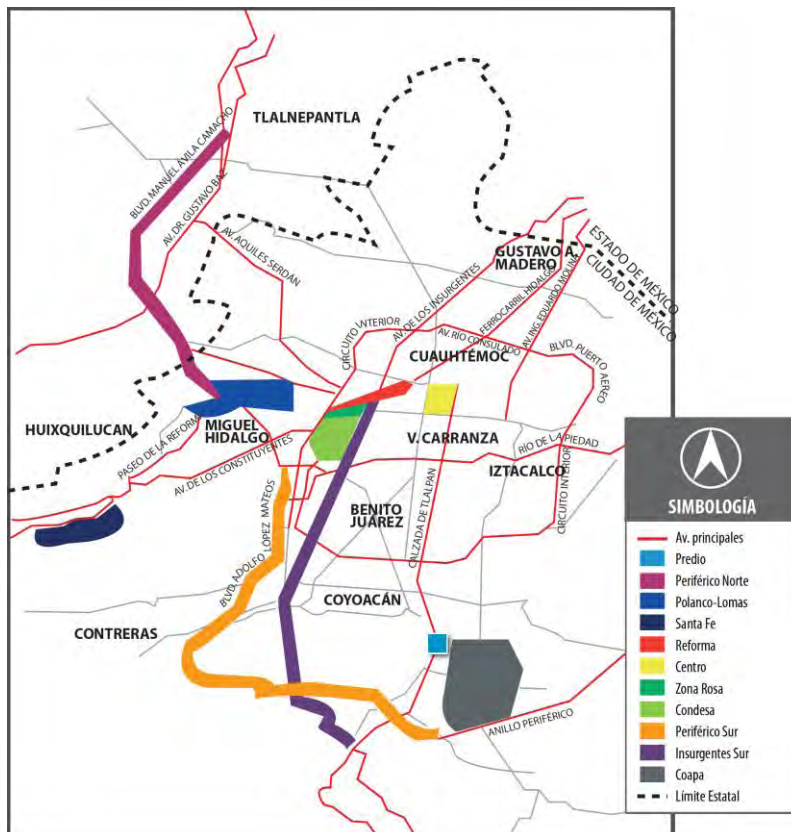 TLALNEPANTLA
BLVD. MANUEL ÁVILA CAMACHO
AV. DR. GUSTAVO BAZ
AV. AQUILES SERDÁN
GUSTAVO A.
MADERO
ESTADO DE MÉXICO
CIUDAD DE MÉXICO
AV. DE LOS INSURGENTES
FERROCARRIL HIDALGO
AV. ING. EDUARDO MOLINA
CIRCUITO INTERIOR
AV. RÍO CONSULADO
BLVD. PUERTO
AEREO
CUAUHTÉMOC
HUIXQUILUCAN
MIGUEL
HIDALGO
PASEO DE LA REFORMA
AV. DE LOS CONSTITUYENTES
V. CARRANZA
RÍO DE LA PIEDAD
IZTACALCO
CIRCUITO INTERIOR
BENITO
JUÁREZ
CALZADA DE TLALPAN
BLVD. ADOLFO LÓPEZ MATEOS
COYOACÁN
CONTRERAS
ANILLO PERIFÉRICO
SIMBOLOGÍA
Av. principales
Predio
Periférico Norte
Polanco-Lomas
Santa Fe
Reforma
Centro
Zona Rosa
Condesa
Periférico Sur
Insurgentes Sur
Coapa
Límite Estatal